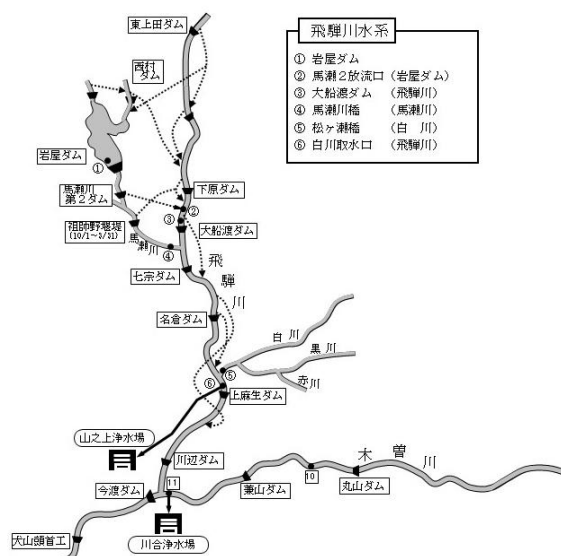 東上田ダム
西村
ダム
岩屋ダム
①
馬瀬川
第２ダム
祖師野堰堤
(10/1～3/31)
馬瀬川
④
下原ダム
②
③
大船渡ダム
七宗ダム
飛騨川
名倉ダム
白川
黒川
赤川
⑤
⑥
上麻生ダム
山之上浄水場
川辺ダム
木曽川
今渡ダム
11
兼山ダム
10
丸山ダム
犬山頭首工
川合浄水場
飛騨川水系
① 岩屋ダム
② 馬瀬２放流口（岩屋ダム）
③ 大船渡ダム （飛騨川）
④ 馬瀬川橋 （馬瀬川）
⑤ 松ヶ瀬橋 （白 川）
⑥ 白川取水口 （飛騨川）